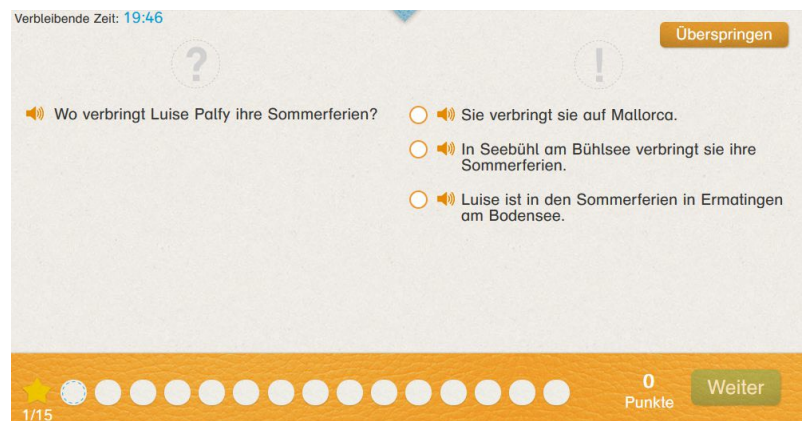 Verbleibende Zeit: 19:46
Überspringen
?
!
Wo verbringt Luise Palfy ihre Sommerferien?
Sie verbringt sie auf Mallorca.
In Seebühl am Bühlsee verbringt sie ihre
Sommerferien.
Luise ist in den Sommerferien in Ermatingen
am Bodensee.
1/15
0
Punkte
Weiter